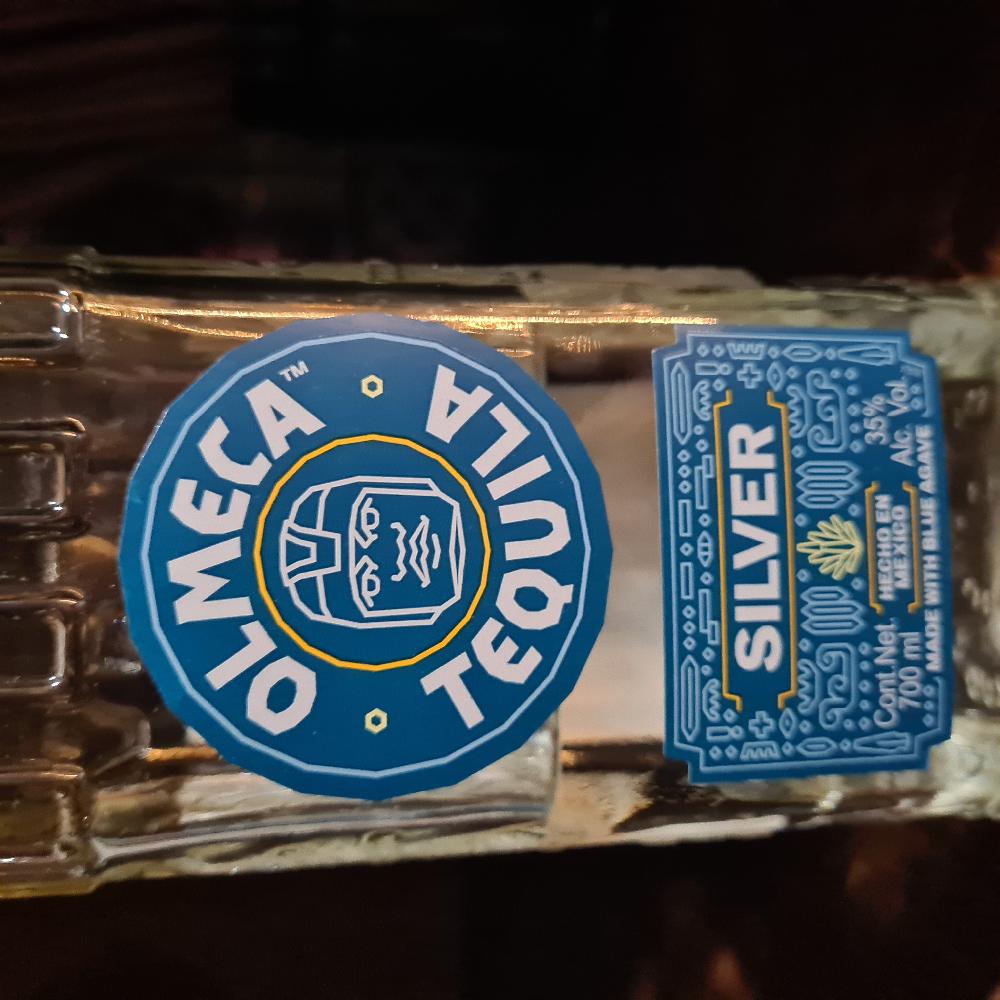 OLMECA™
TEQUILA
SILVER
Cont.Net. 700 ml
HECHO EN
MEXICO
35%
Alc. Vol.
MADE WITH BLUE AGAVE